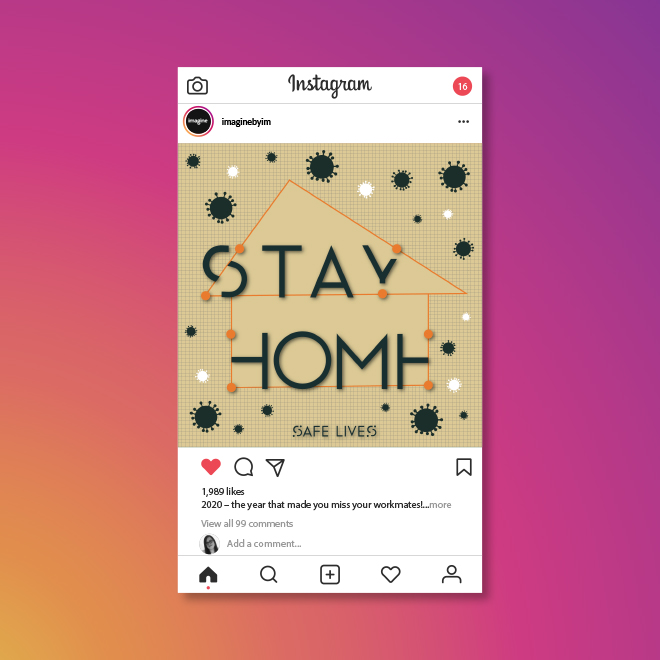 Instagram
16
imagine
imaginebyim
STAY
HOME
SAFE LIVES
1,989 likes
2020 – the year that made you miss your workmates!...more
View all 99 comments
Add a comment...